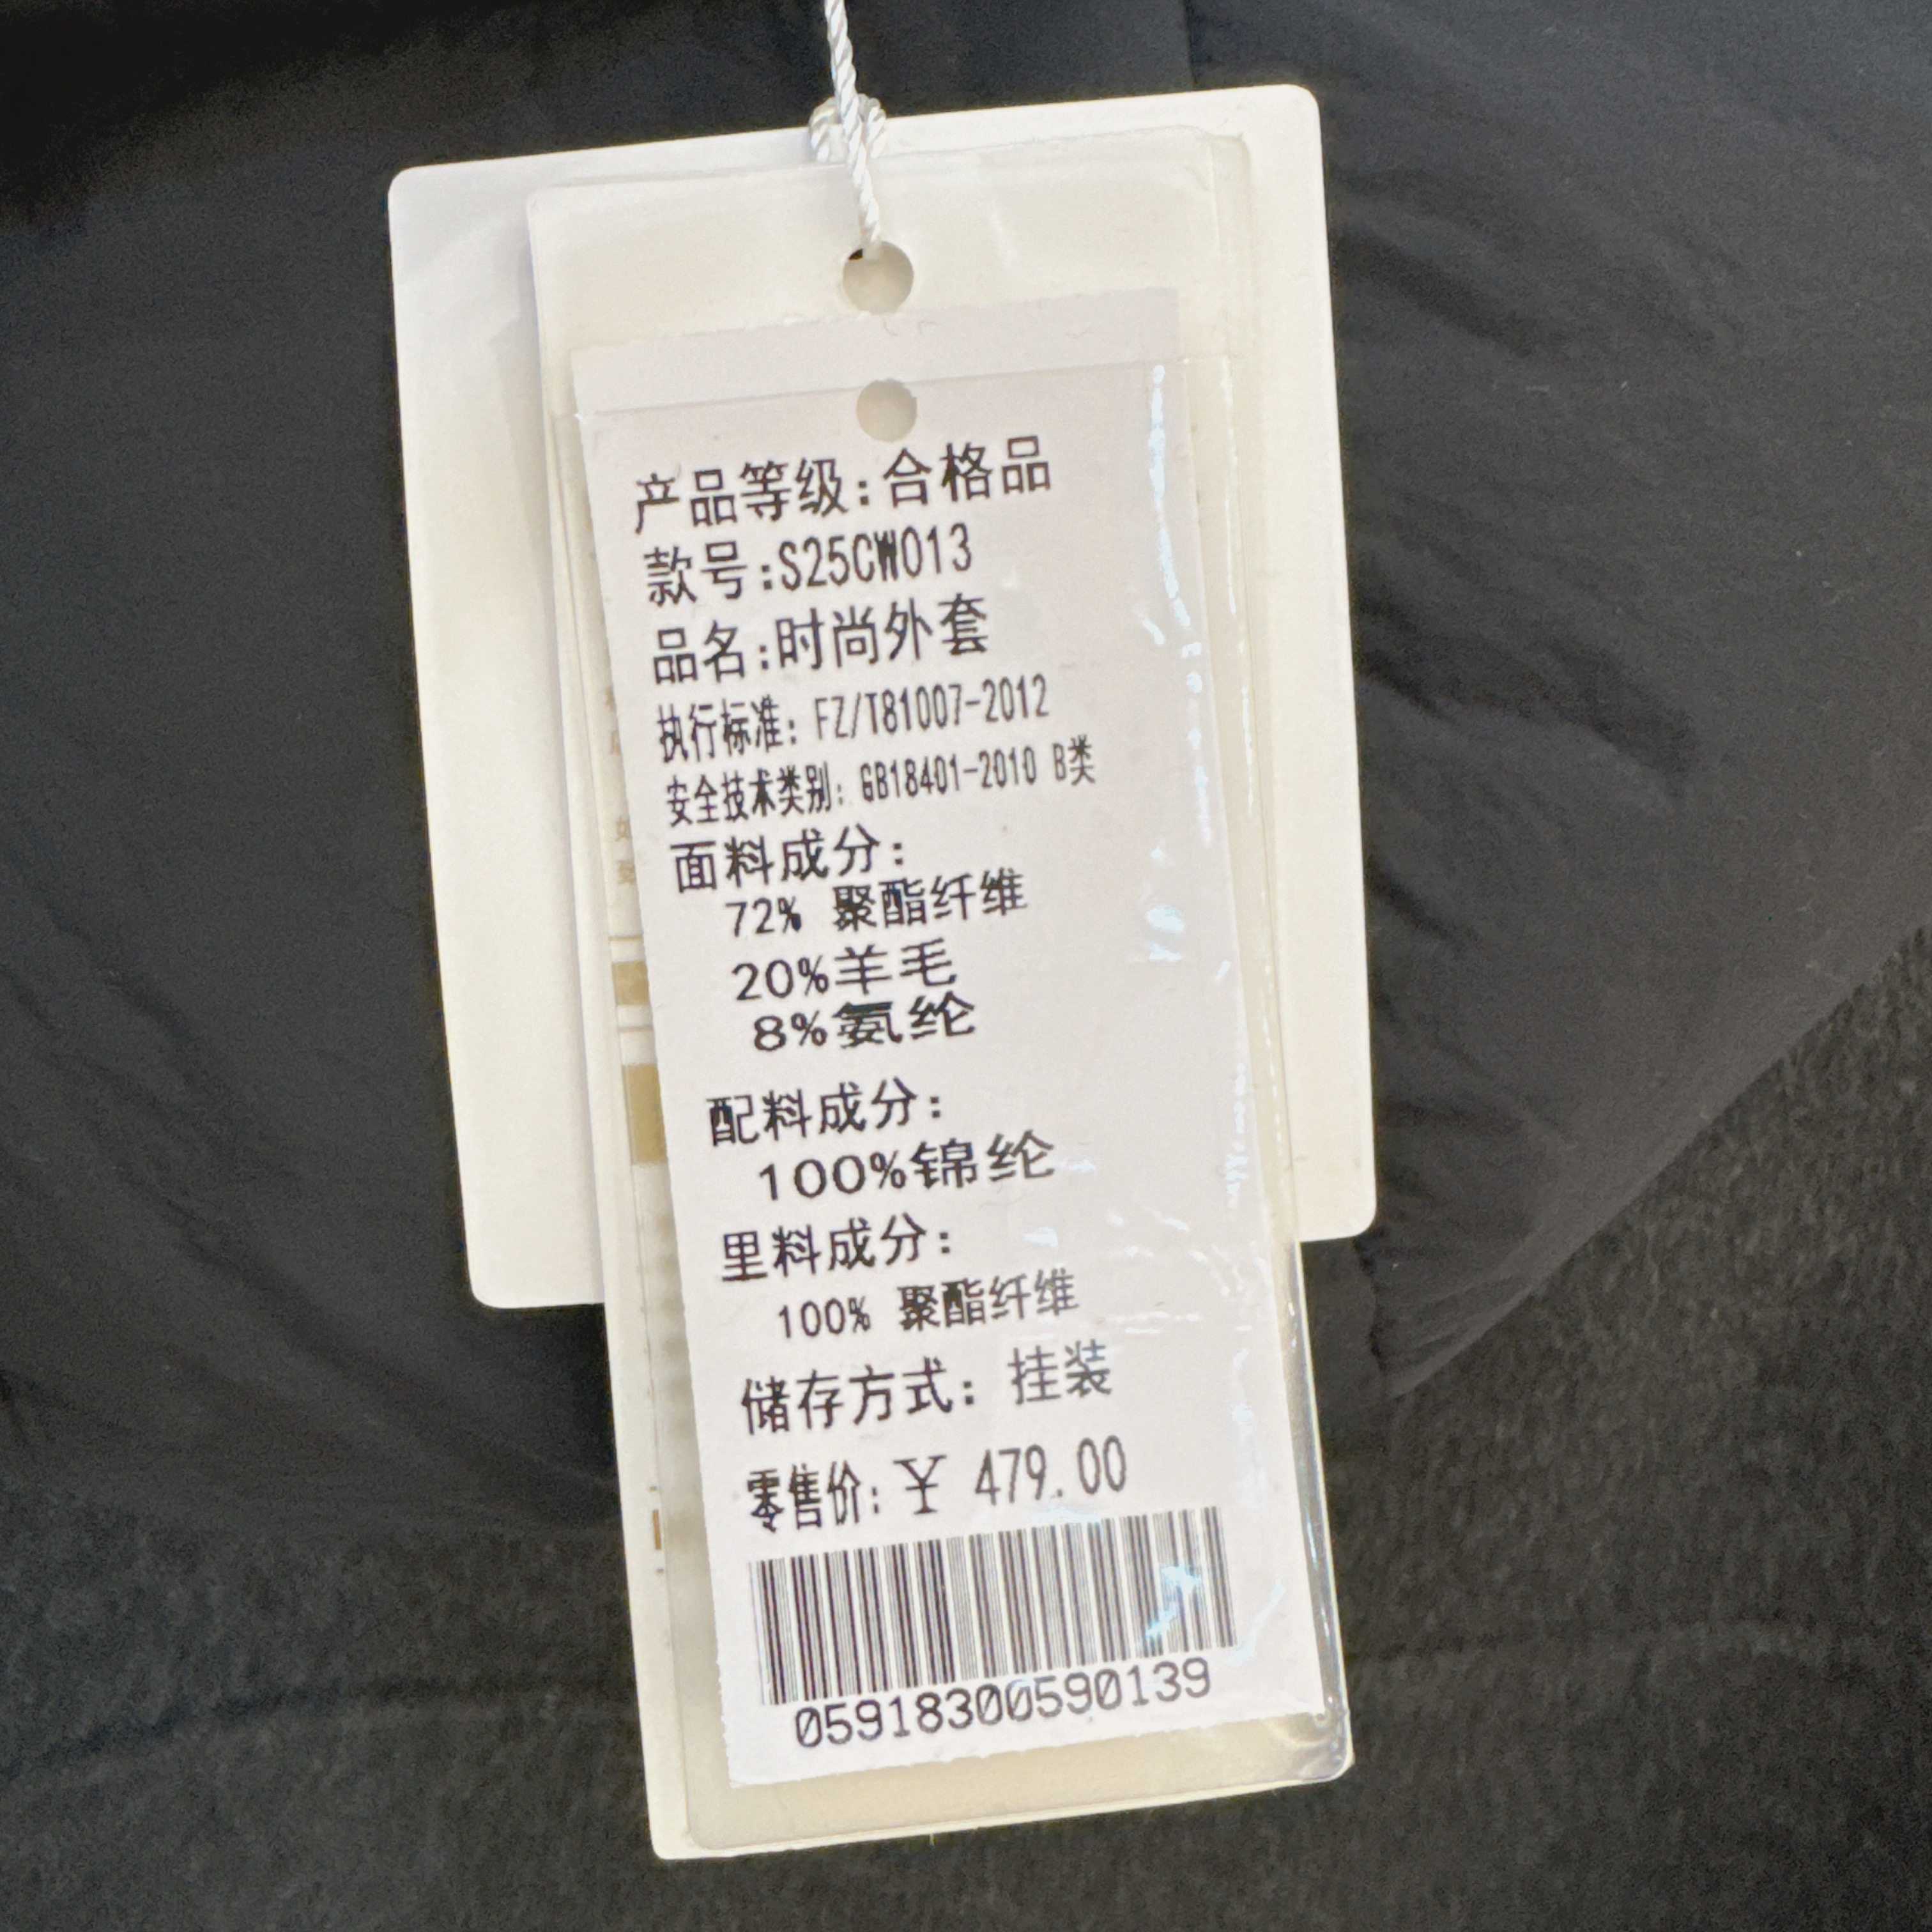 产品等级:合格品
款号:S25CW013
品名:时尚外套
执行标准: FZ/T81007-2012
安全技术类别: GB18401-2010 B类
面料成分:
72% 聚酯纤维
20%羊毛
8%氨纶
配料成分:
100%锦纶
里料成分:
100% 聚酯纤维
储存方式: 挂装
零售价:¥ 479.00
05918300590139